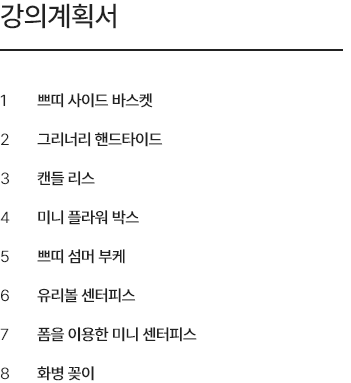 강의계획서
1 쁘띠 사이드 바스켓
2 그리너리 핸드타이드
3 캔들 리스
4 미니 플라워 박스
5 쁘띠 섬머 부케
6 유리볼 센터피스
7 폼을 이용한 미니 센터피스
8 화병 꽂이